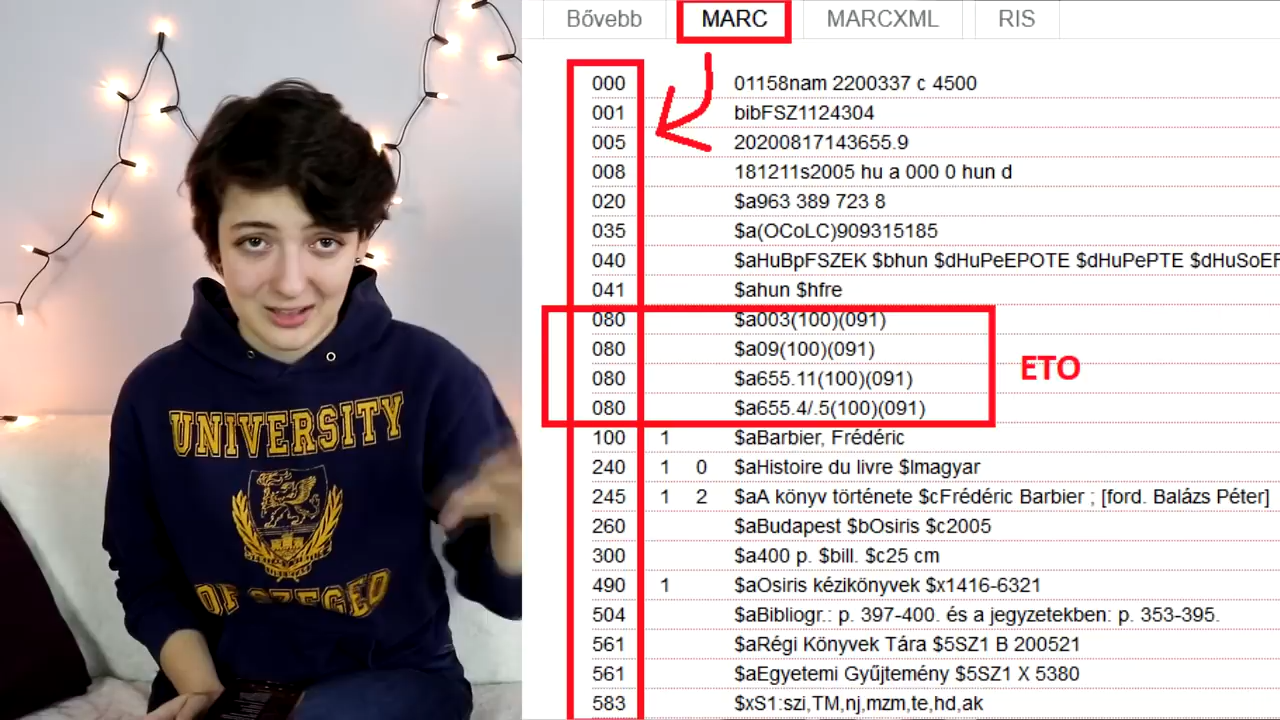 Bővebb MARC MARCXML RIS
000 01158nam 2200337 c 4500
001 bibFSZ1124304
005 20200817143655.9
008 181211s2005 hu a 000 0 hun d
020 $a963 389 723 8
035 $a(OCoLC)909315185
040 $aHuBpFSZEK $bhun $dHuPeEPOTE $dHuPePTE $dHuSoEF
041 $ahun $hfre
080 $a003(100)(091)
080 $a09(100)(091)
ETO
080 $a655.11(100)(091)
080 $a655.4/.5(100)(091)
100 1 $aBarbier, Frédéric
240 1 0 $aHistoire du livre $lmagyar
245 1 2 $aA könyv története $cFrédéric Barbier ; [ford. Balázs Péter]
260 $aBudapest $bOsiris $c2005
300 $a400 p. $bill. $c25 cm
490 1 $aOsiris kézikönyvek $x1416-6321
504 $aBibliogr.: p. 397-400. és a jegyzetekben: p. 353-395.
561 $aRégi Könyvek Tára $5SZ1 B 200521
561 $aEgyetemi Gyűjtemény $5SZ1 X 5380
583 $xS1:szi,TM,nj,mzm,te,hd,ak
UNIVERSITY
OF SZEGED